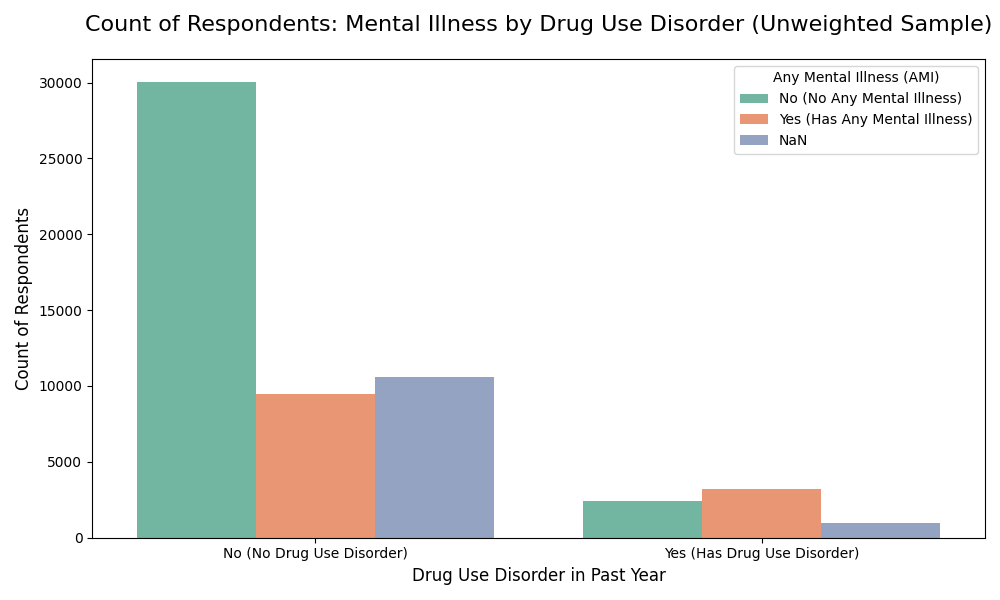 Count of Respondents: Mental Illness by Drug Use Disorder (Unweighted Sample)
Any Mental Illness (AMI)
No (No Any Mental Illness)
Yes (Has Any Mental Illness)
NaN
Count of Respondents
30000
25000
20000
15000
10000
5000
0
No (No Drug Use Disorder)
Yes (Has Drug Use Disorder)
Drug Use Disorder in Past Year